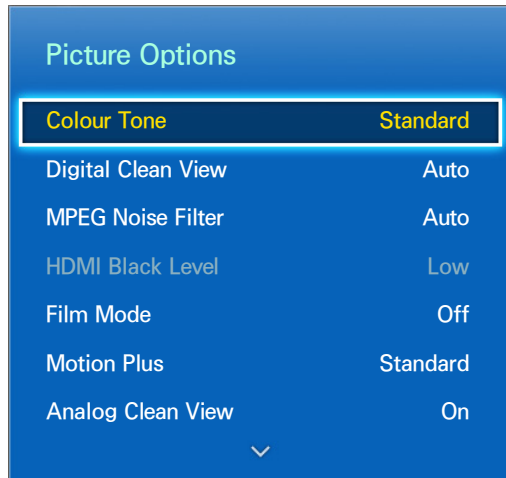 Picture Options
Colour Tone Standard
Digital Clean View Auto
MPEG Noise Filter Auto
HDMI Black Level Low
Film Mode Off
Motion Plus Standard
Analog Clean View On